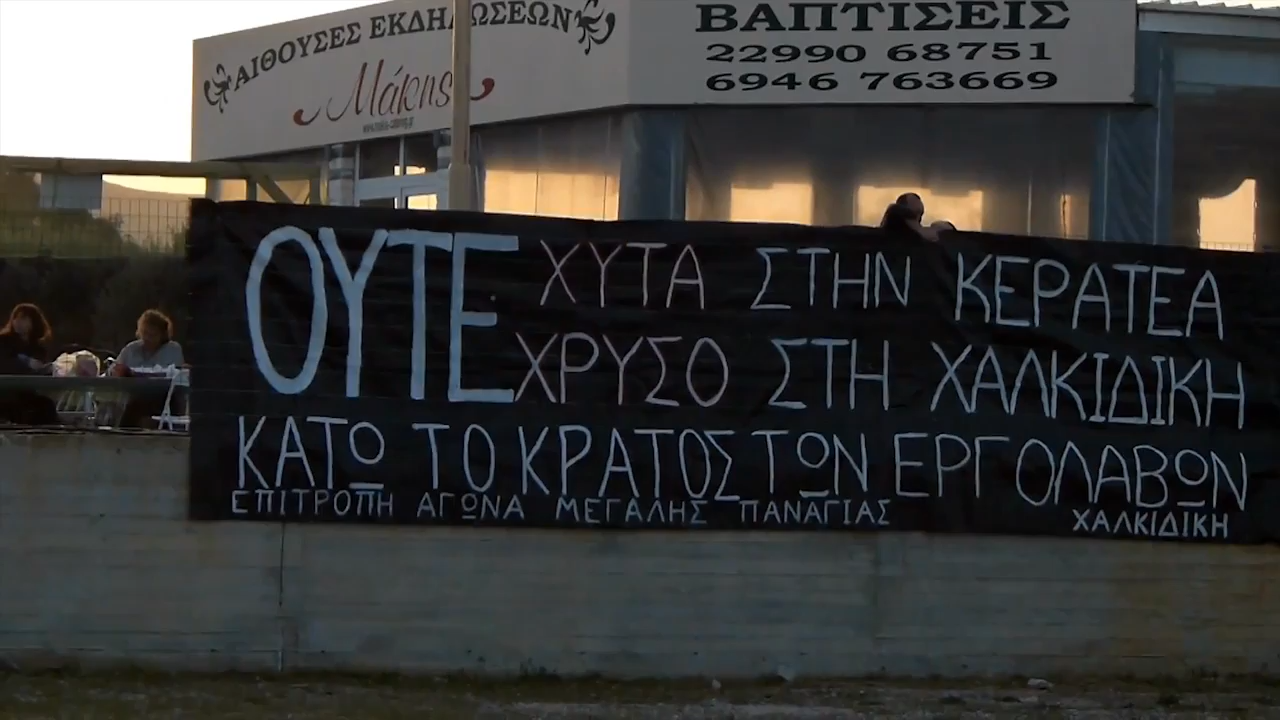 ΑΙΘΟΥΣΕΣ ΕΚΔΗΛΩΣΕΩΝ
Μάκης
ΒΑΠΤΙΣΕΙΣ
22990 68751
6946 763669
ΟΥΤΕ ΧΥΤΑ ΣΤΗΝ ΚΕΡΑΤΕΑ
ΧΡΥΣΟ ΣΤΗ ΧΑΛΚΙΔΙΚΗ
ΚΑΤΩ ΤΟ ΚΡΑΤΟΣ ΤΩΝ ΕΡΓΟΛΑΒΩΝ
ΕΠΙΤΡΟΠΗ ΑΓΩΝΑ ΜΕΓΑΛΗΣ ΠΑΝΑΓΙΑΣ
ΧΑΛΚΙΔΙΚΗ